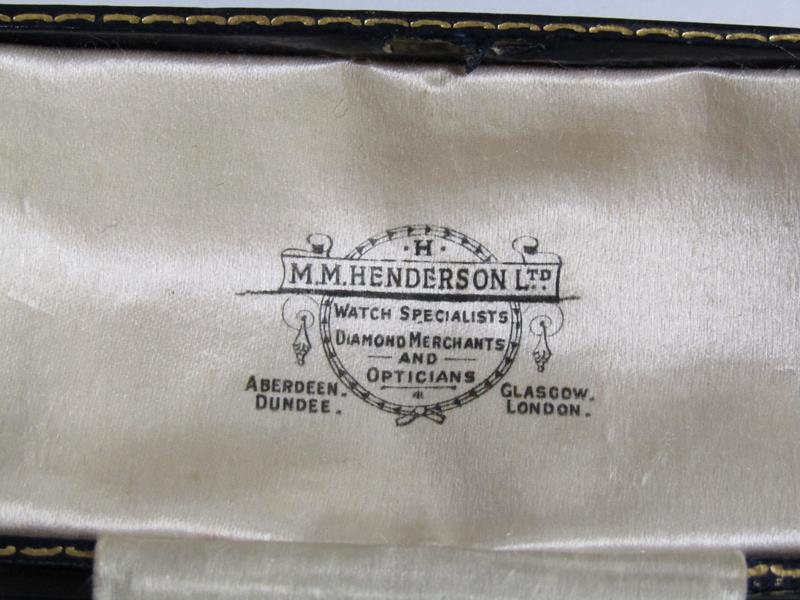 · H ·
M.M. HENDERSON LTD
WATCH SPECIALISTS
DIAMOND MERCHANTS
AND
OPTICIANS
ABERDEEN.
DUNDEE.
GLASGOW.
LONDON.